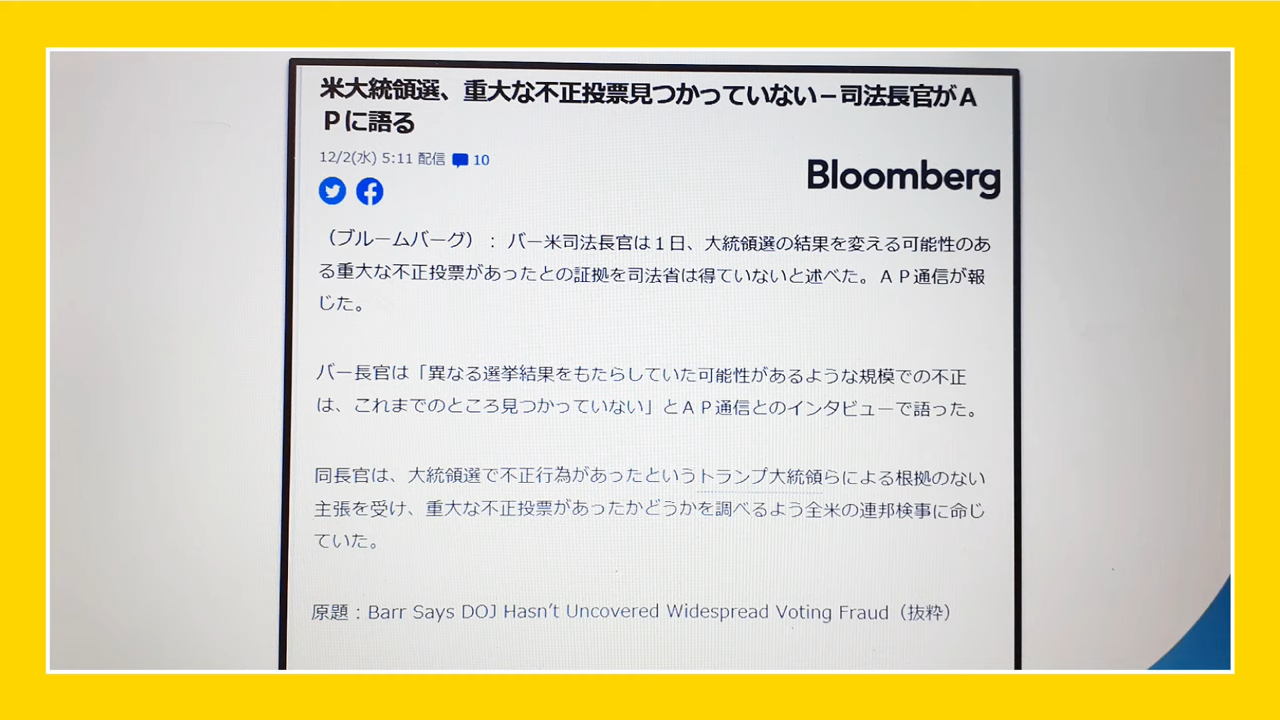 米大統領選、重大な不正投票見つかっていない－司法長官がＡ
Ｐに語る
12/2(水) 5:11 配信 10
Bloomberg
（ブルームバーグ）： バー米司法長官は１日、大統領選の結果を変える可能性のあ
る重大な不正投票があったとの証拠を司法省は得ていないと述べた。ＡＰ通信が報
じた。
バー長官は「異なる選挙結果をもたらしていた可能性があるような規模での不正
は、これまでのところ見つかっていない」とＡＰ通信とのインタビューで語った。
同長官は、大統領選で不正行為があったというトランプ大統領らによる根拠のない
主張を受け、重大な不正投票があったかどうかを調べるよう全米の連邦検事に命じ
ていた。
原題：Barr Says DOJ Hasn't Uncovered Widespread Voting Fraud（抜粋）